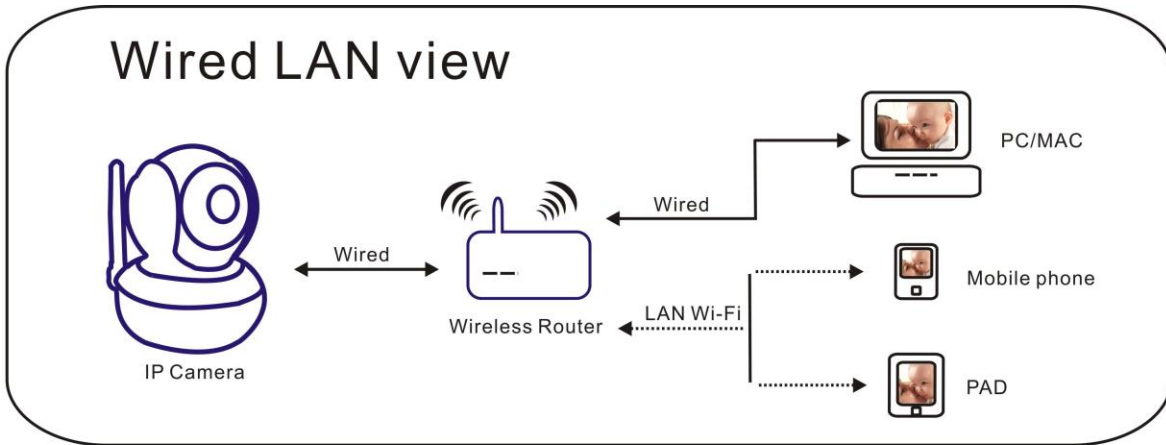 Wired LAN view
PC/MAC
Wired
Wired
Mobile phone
LAN Wi-Fi
Wireless Router
IP Camera
PAD